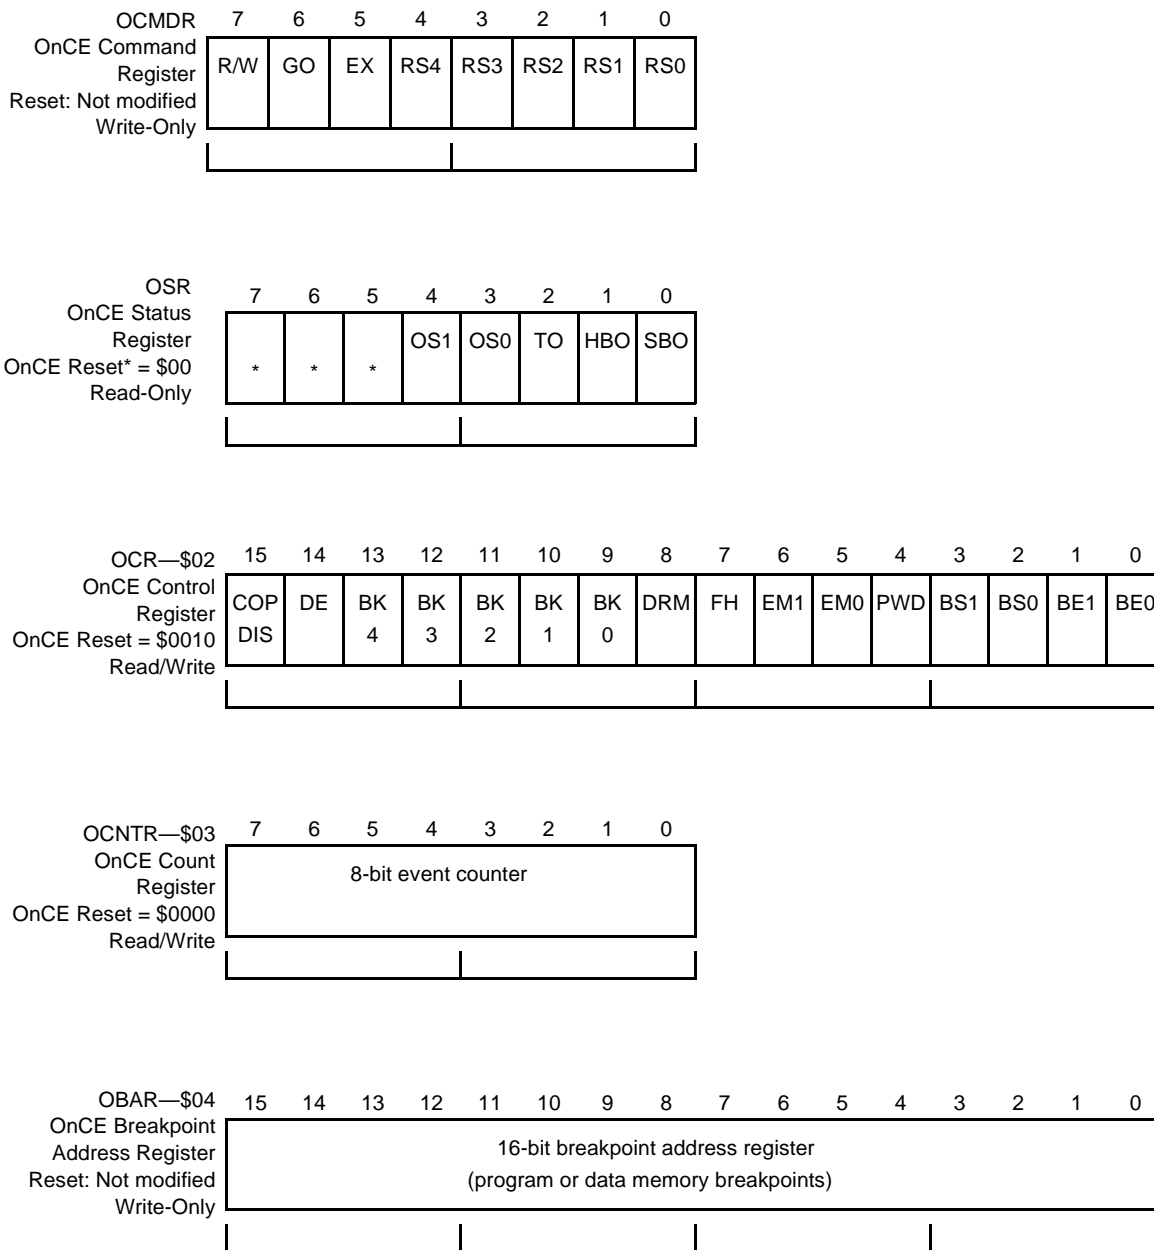 OCMDR 7 6 5 4 3 2 1 0
OnCE Command
Register
Reset: Not modified
Write-Only
R/W GO EX RS4 RS3 RS2 RS1 RS0
OSR
OnCE Status
Register
OnCE Reset* = $00
Read-Only
7 6 5 4 3 2 1 0
* * * OS1 OS0 TO HBO SBO
OCR—$02
OnCE Control
Register
OnCE Reset = $0010
Read/Write
15 14 13 12 11 10 9 8 7 6 5 4 3 2 1 0
COP DE BK BK BK BK BK DRM FH EM1 EM0 PWD BS1 BS0 BE1 BE0
DIS 4 3 2 1 0
OCNTR—$03
OnCE Count
Register
OnCE Reset = $0000
Read/Write
7 6 5 4 3 2 1 0
8-bit event counter
OBAR—$04
OnCE Breakpoint
Address Register
Reset: Not modified
Write-Only
15 14 13 12 11 10 9 8 7 6 5 4 3 2 1 0
16-bit breakpoint address register
(program or data memory breakpoints)